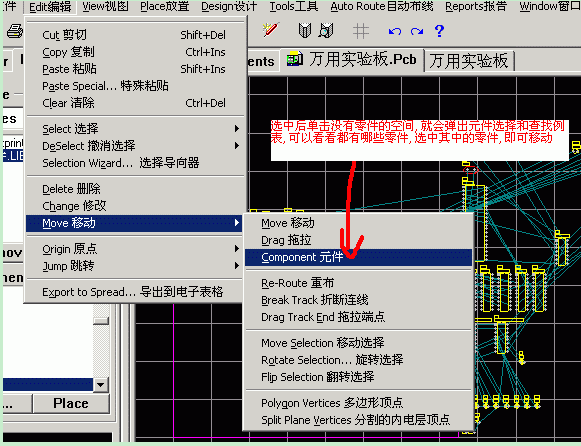 件 Edit编辑 View视图 Place放置 Design设计 Tools工具 Auto Route自动布线 Reports报告 Window窗口
ents 万用实验板.Pcb 万用实验板
Cut 剪切 Shift+Del
Copy 复制 Ctrl+Ins
Paste 粘贴 Shift+Ins
Paste Special... 特殊粘贴
Clear 清除 Ctrl+Del
Select 选择
DeSelect 撤消选择
Selection Wizard... 选择导向器
Delete 删除
Change 修改
Move 移动
Origin 原点
Jump 跳转
Export to Spread... 导出到电子表格
选中后单击没有零件的空间,就会弹出元件选择和查找列
表,可以看看都有哪些零件,选中其中的零件,即可移动
Move 移动
Drag 拖拉
Component 元件
Re-Route 重布
Break Track 折断连线
Drag Track End 拖拉端点
Move Selection 移动选择
Rotate Selection... 旋转选择
Flip Selection 翻转选择
Polygon Vertices 多边形顶点
Split Plane Vertices 分割的内电层顶点
... Place